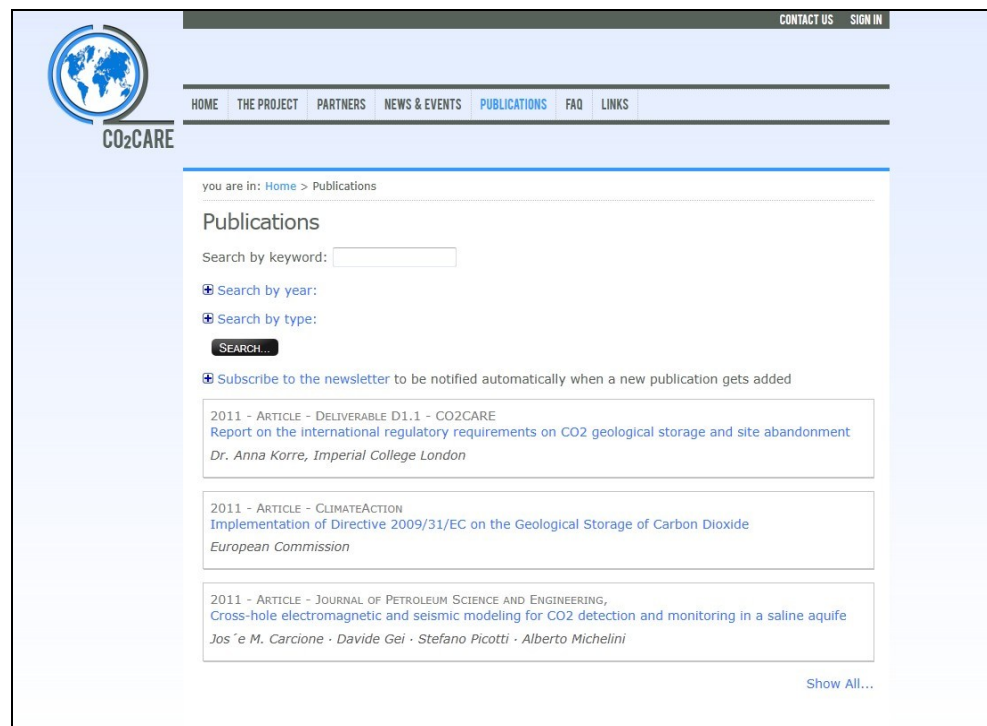 CONTACT US SIGN IN
CO2CARE
HOME THE PROJECT PARTNERS NEWS & EVENTS PUBLICATIONS FAQ LINKS
you are in: Home > Publications
Publications
Search by keyword:
Search by year:
Search by type:
SEARCH...
Subscribe to the newsletter to be notified automatically when a new publication gets added
2011 - ARTICLE - DELIVERABLE D1.1 - CO2CARE
Report on the international regulatory requirements on CO2 geological storage and site abandonment
Dr. Anna Korre, Imperial College London
2011 - ARTICLE - CLIMATEACTION
Implementation of Directive 2009/31/EC on the Geological Storage of Carbon Dioxide
European Commission
2011 - ARTICLE - JOURNAL OF PETROLEUM SCIENCE AND ENGINEERING,
Cross-hole electromagnetic and seismic modeling for CO2 detection and monitoring in a saline aquife
Jos´e M. Carcione · Davide Gei · Stefano Picotti · Alberto Michelini
Show All...